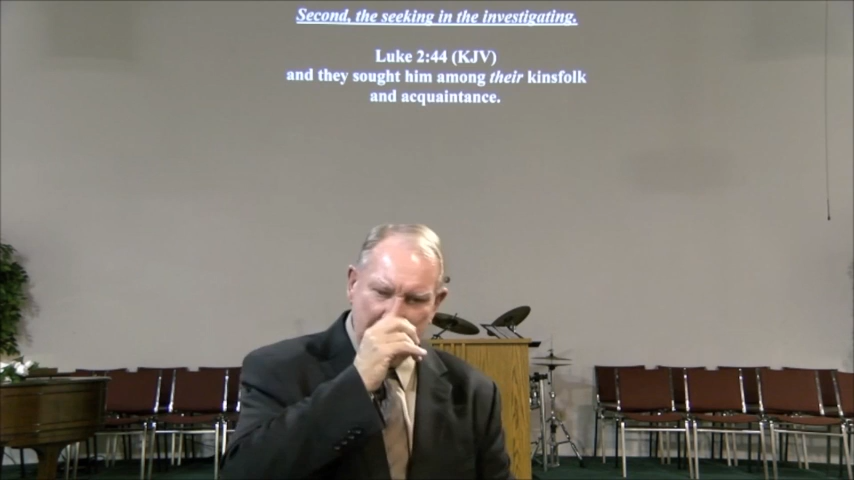 Second, the seeking in the investigating.
Luke 2:44 (KJV)
and they sought him among their kinsfolk
and acquaintance.